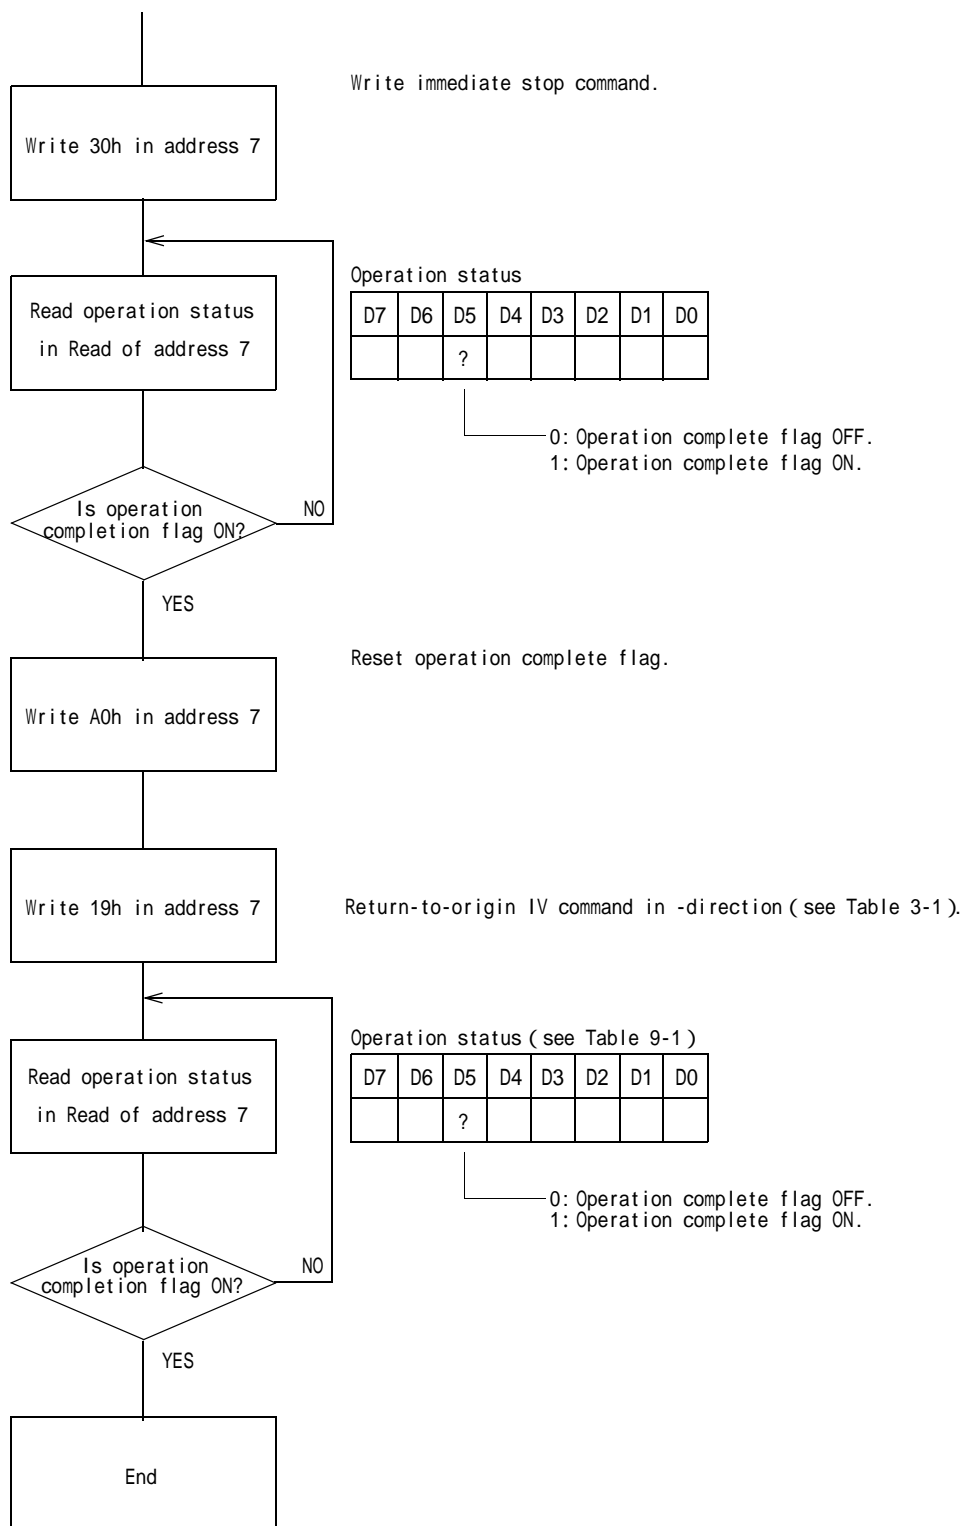 Write immediate stop command.
Write 30h in address 7
Read operation status
in Read of address 7
Operation status
D7 D6 D5 D4 D3 D2 D1 D0
?
0: Operation complete flag OFF.
1: Operation complete flag ON.
Is operation
completion flag ON?
NO
YES
Reset operation complete flag.
Write A0h in address 7
Write 19h in address 7
Return-to-origin IV command in -direction (see Table 3-1).
Operation status (see Table 9-1)
Read operation status
in Read of address 7
D7 D6 D5 D4 D3 D2 D1 D0
?
0: Operation complete flag OFF.
1: Operation complete flag ON.
Is operation
completion flag ON?
NO
YES
End